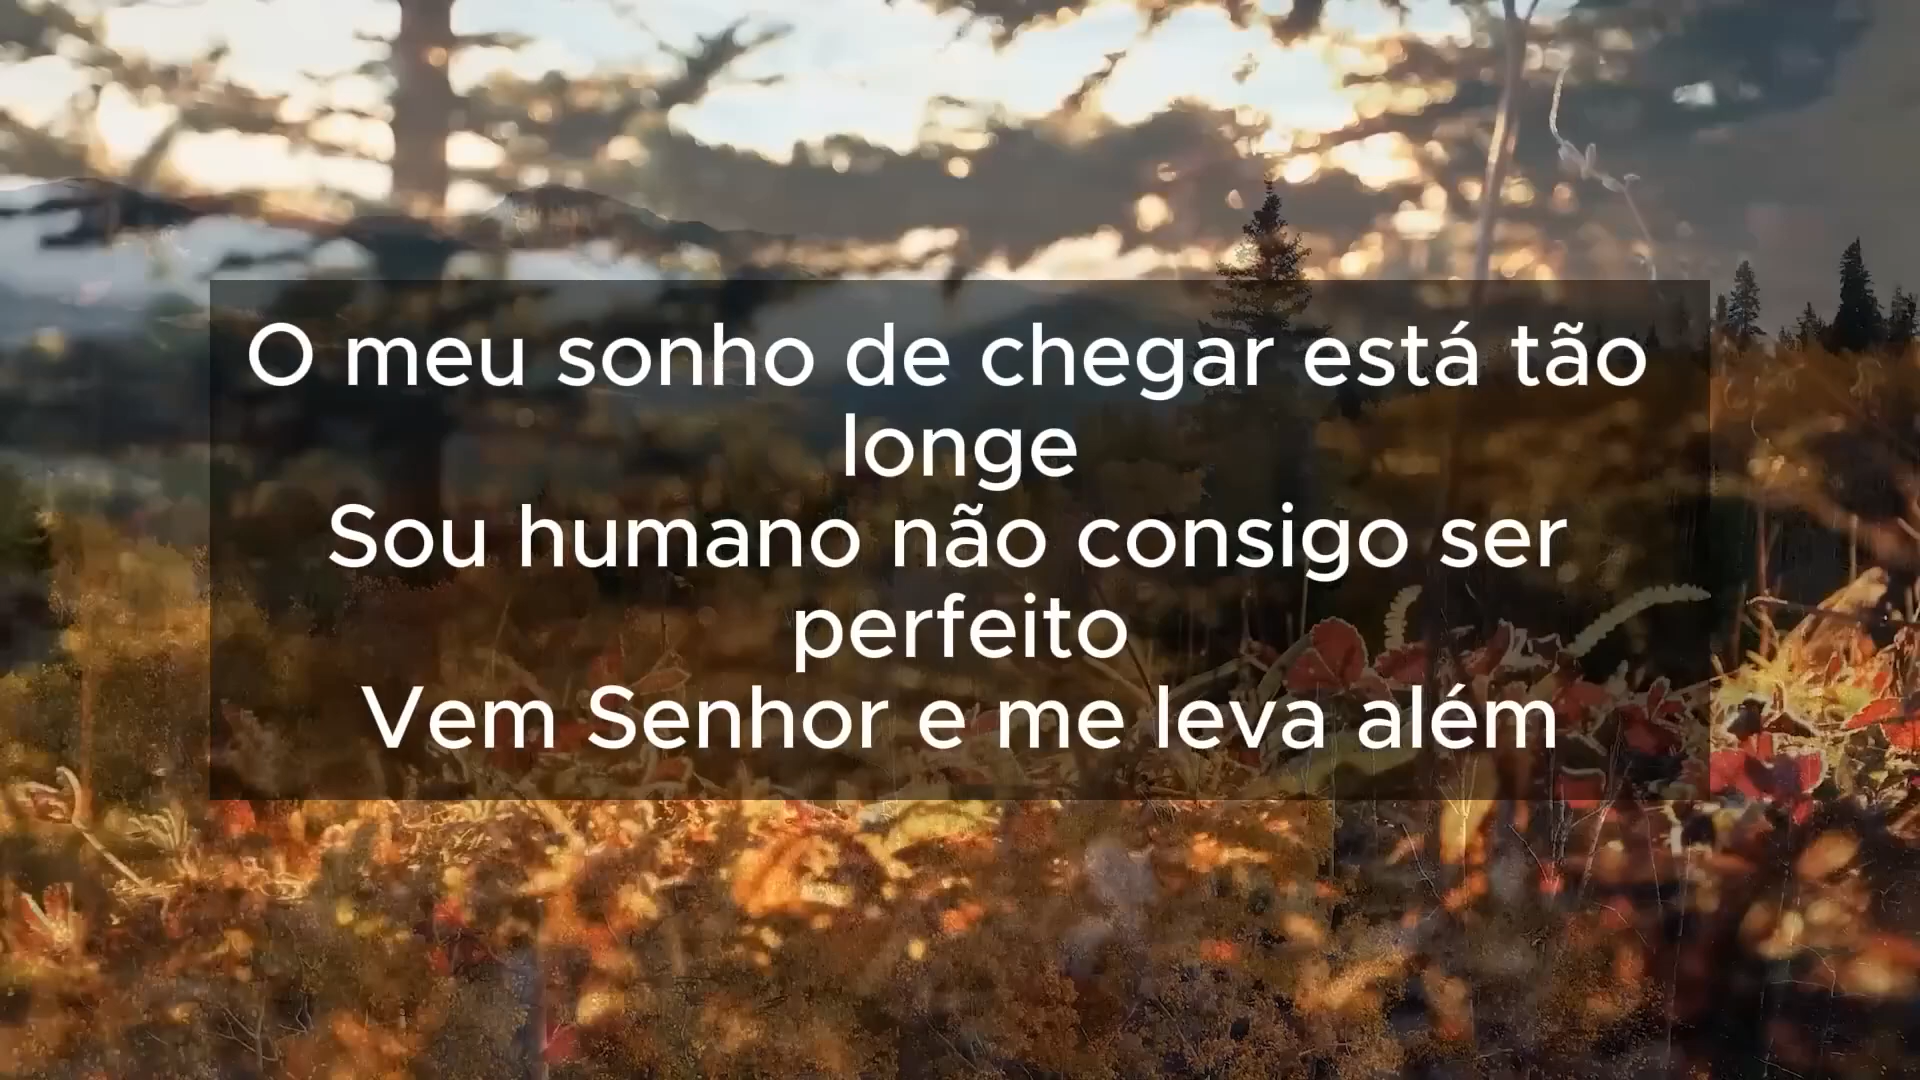 O meu sonho de chegar está tão
longe
Sou humano não consigo ser
perfeito
Vem Senhor e me leva além